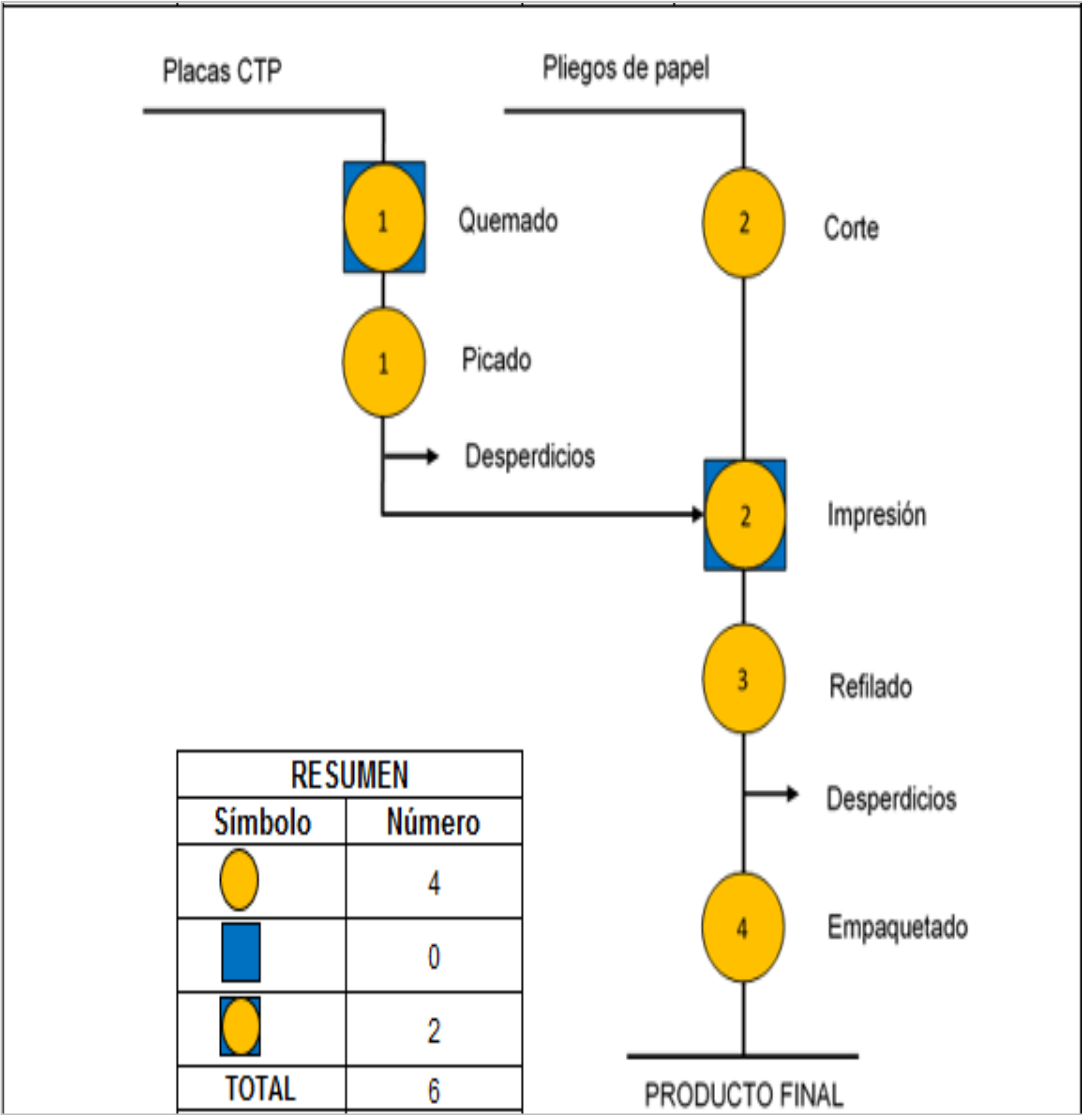 Placas CTP
Pliegos de papel
1
Quemado
2
Corte
1
Picado
Desperdicios
2
Impresión
3
Refilado
Desperdicios
4
Empaquetado
PRODUCTO FINAL
RESUMEN
Símbolo Número
4
0
2
TOTAL 6